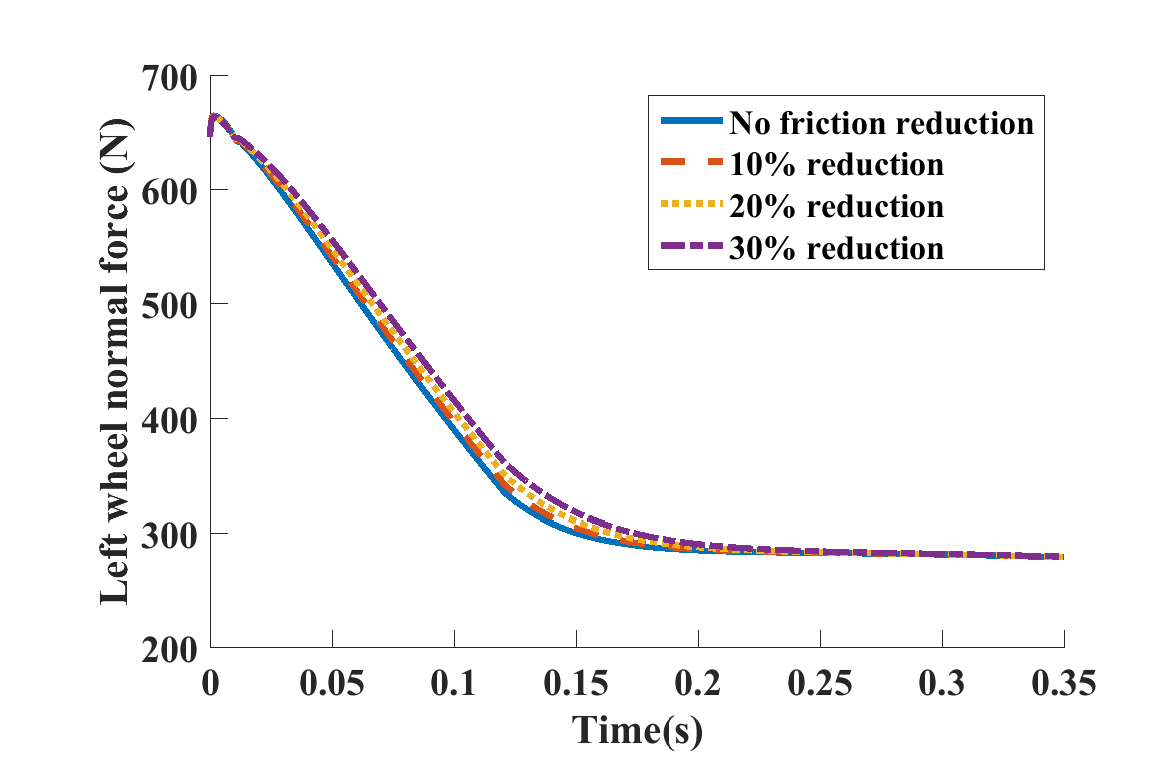 700
600
500
400
300
200
Left wheel normal force (N)
No friction reduction
10% reduction
20% reduction
30% reduction
0
0.05
0.1
0.15
0.2
0.25
0.3
0.35
Time(s)